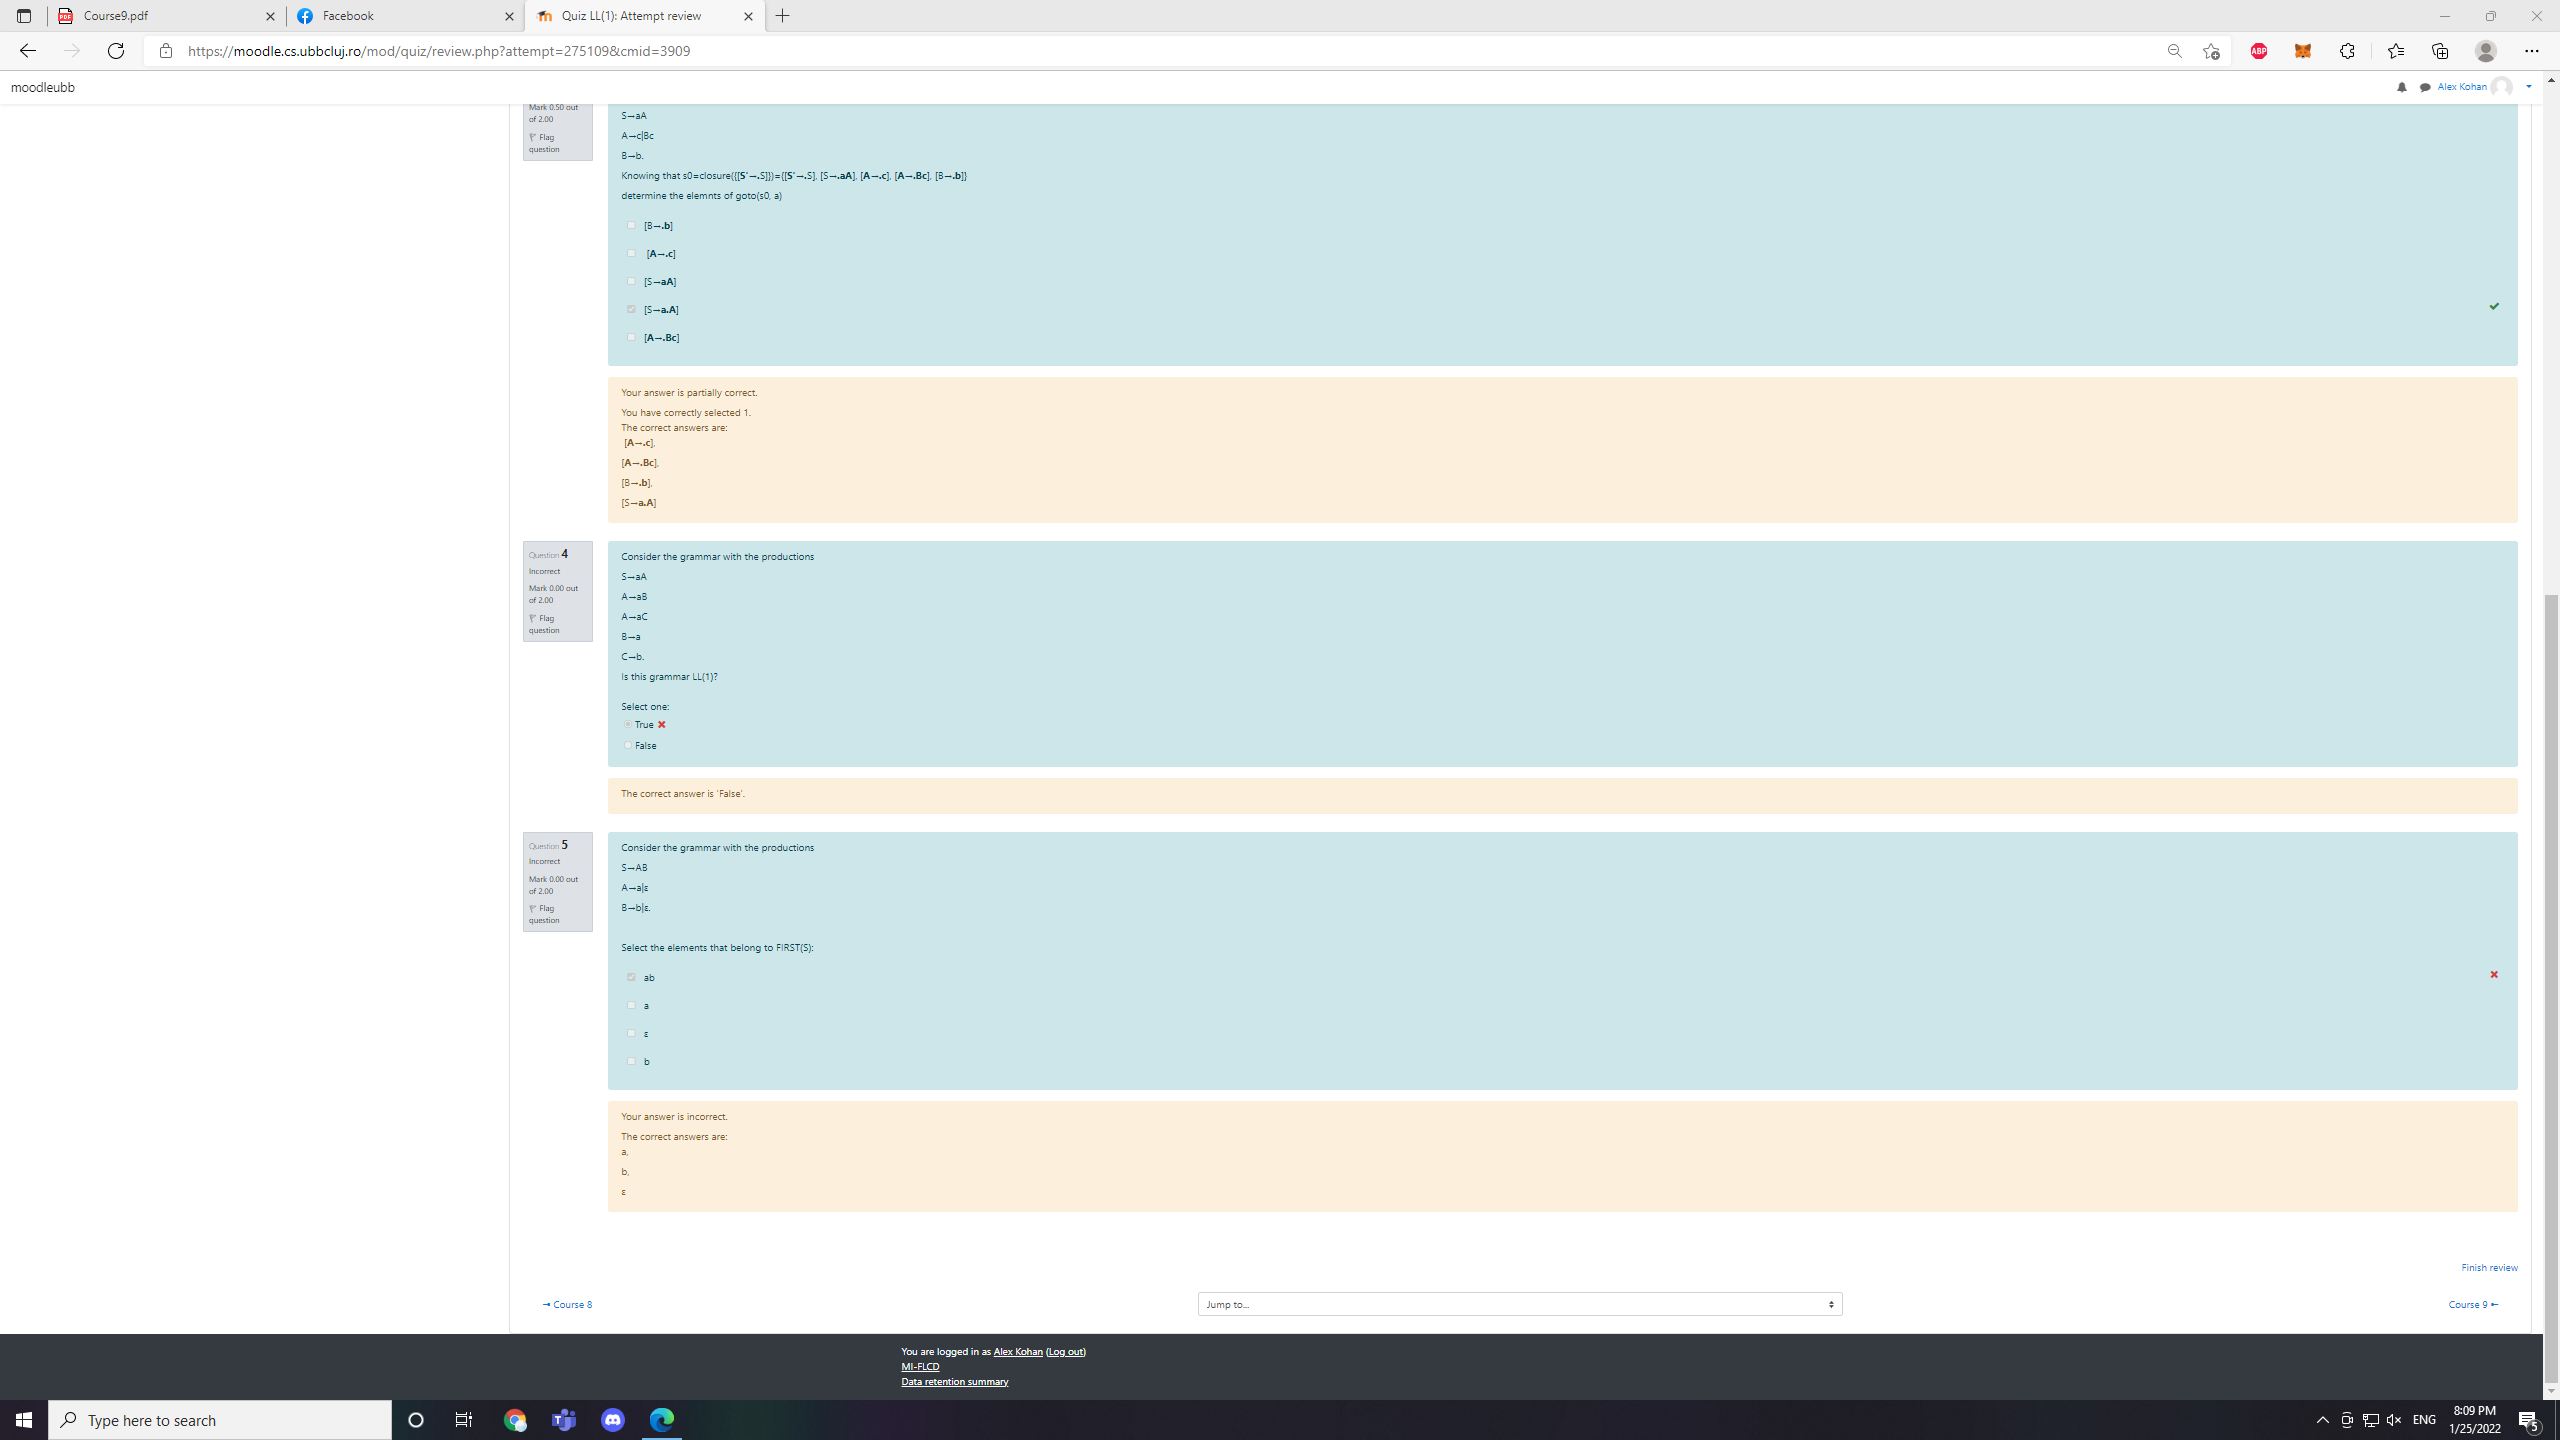 Course9.pdf
Facebook
Quiz LL(1): Attempt review
https://moodle.cs.ubbcluj.ro/mod/quiz/review.php?attempt=275109&cmid=3909
ABP
moodleubb
Alex Kohan
Mark 0.50 out
of 2.00
Flag
question
S→aA
A→c|Bc
B→b.
Knowing that s0=closure({[S'→.S]})={[S'→.S], [S→.aA], [A→.c], [A→.Bc], [B→.b]}
determine the elemnts of goto(s0, a)
[B→.b]
[A→.c]
[S→aA]
[S→a.A]
[A→.Bc]
Your answer is partially correct.
You have correctly selected 1.
The correct answers are:
[A→.c],
[A→.Bc],
[B→.b],
[S→a.A]
Question 4
Incorrect
Mark 0.00 out
of 2.00
Flag
question
Consider the grammar with the productions
S→aA
A→aB
A→aC
B→a
C→b.
Is this grammar LL(1)?
Select one:
True
False
The correct answer is 'False'.
Question 5
Incorrect
Mark 0.00 out
of 2.00
Flag
question
Consider the grammar with the productions
S→AB
A→a|ε
B→b|ε.
Select the elements that belong to FIRST(S):
ab
a
ε
b
Your answer is incorrect.
The correct answers are:
a,
b,
ε
Finish review
→ Course 8
Jump to...
Course 9 ←
You are logged in as Alex Kohan (Log out)
MI-FLCD
Data retention summary
Type here to search
ENG
8:09 PM
1/25/2022
5